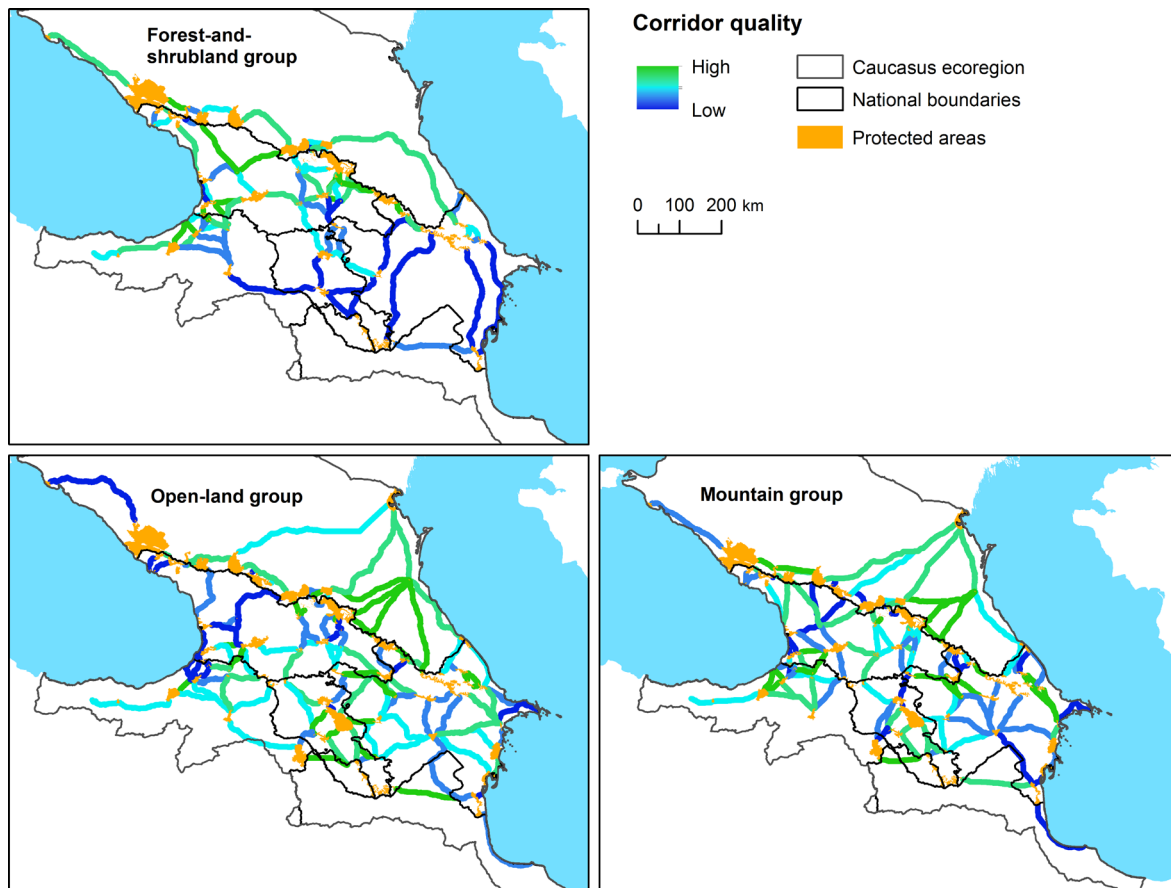 Forest-and-
shrubland group
Corridor quality
High
Low
Caucasus ecoregion
National boundaries
Protected areas
0 100 200 km
Open-land group
Mountain group